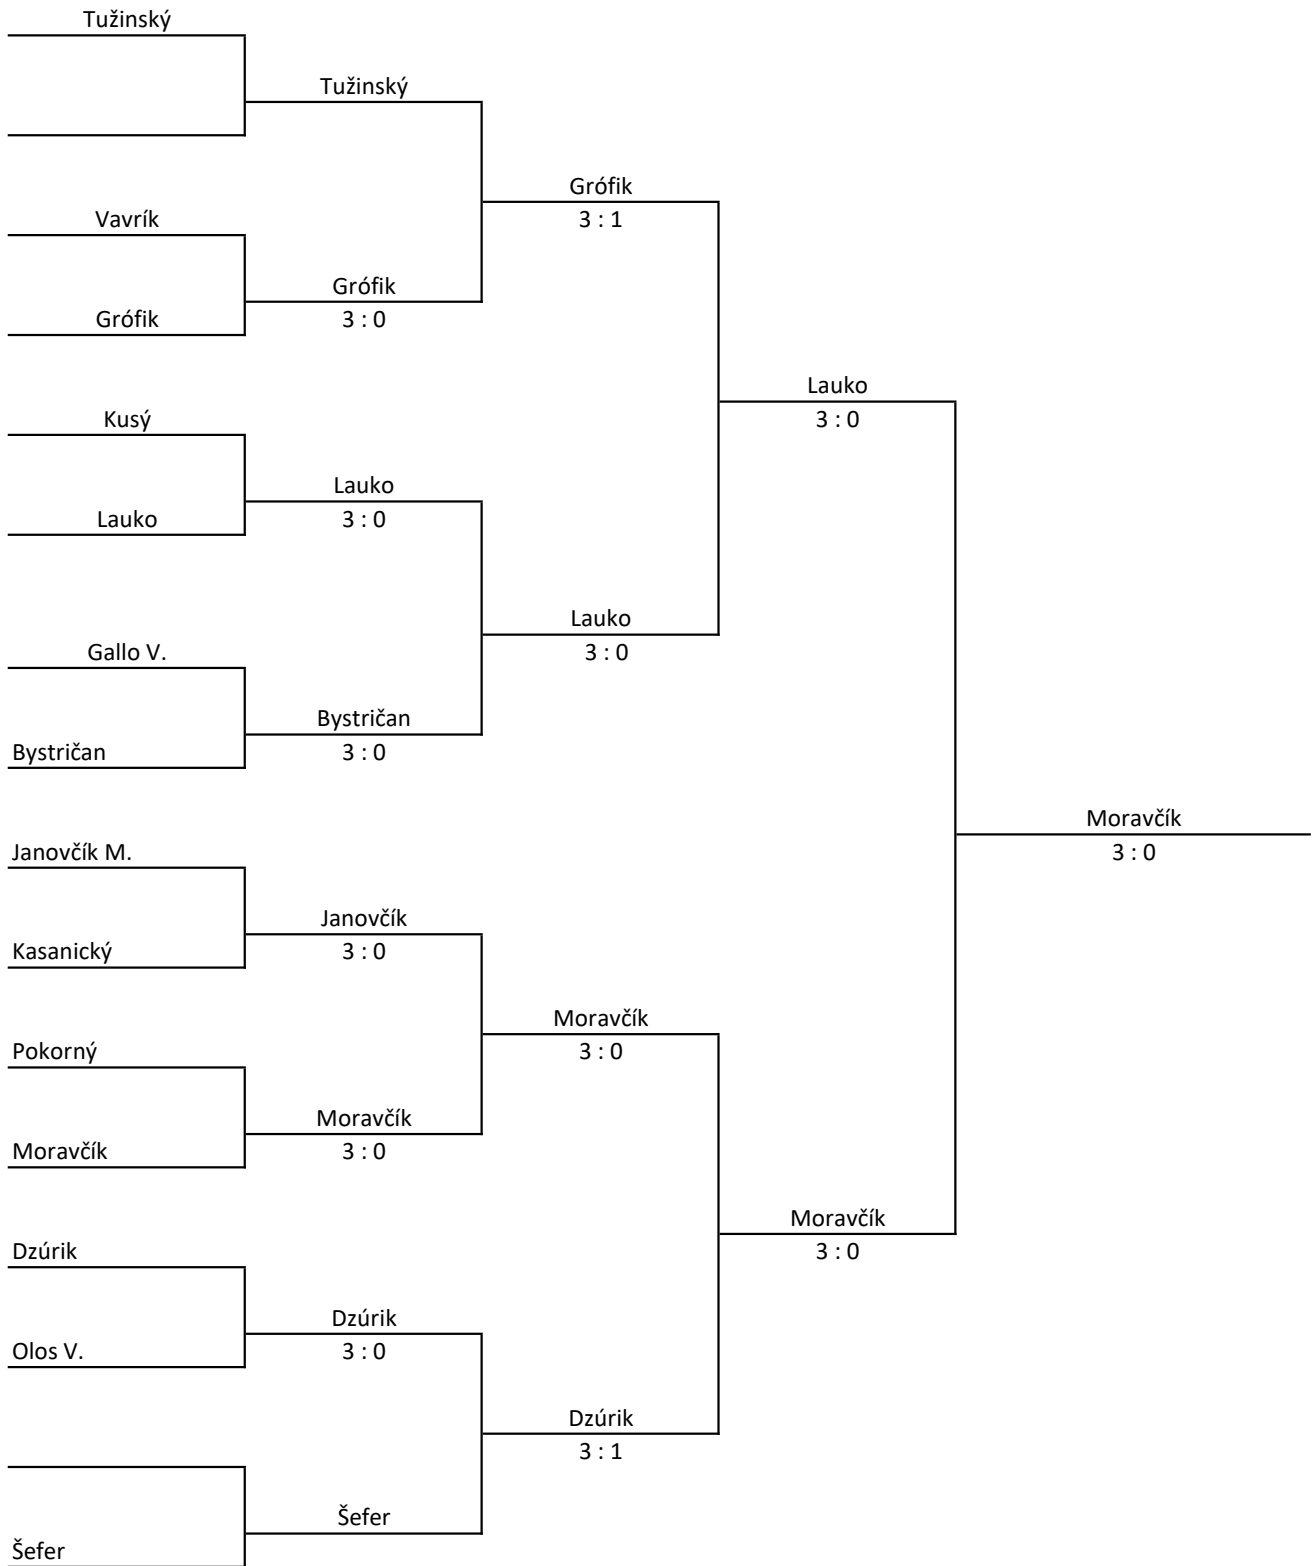 Tužinský
Tužinský
Grófik
Vavrík
3 : 1
Grófik
Grófik
3 : 0
Lauko
Kusý
3 : 0
Lauko
Lauko
3 : 0
Lauko
Gallo V.
3 : 0
Bystričan
Bystričan
3 : 0
Moravčík
Janovčík M.
3 : 0
Janovčík
Kasanický
3 : 0
Moravčík
Pokorný
3 : 0
Moravčík
Moravčík
3 : 0
Moravčík
Dzúrik
3 : 0
Dzúrik
Olos V.
3 : 0
Dzúrik
3 : 1
Šefer
Šefer